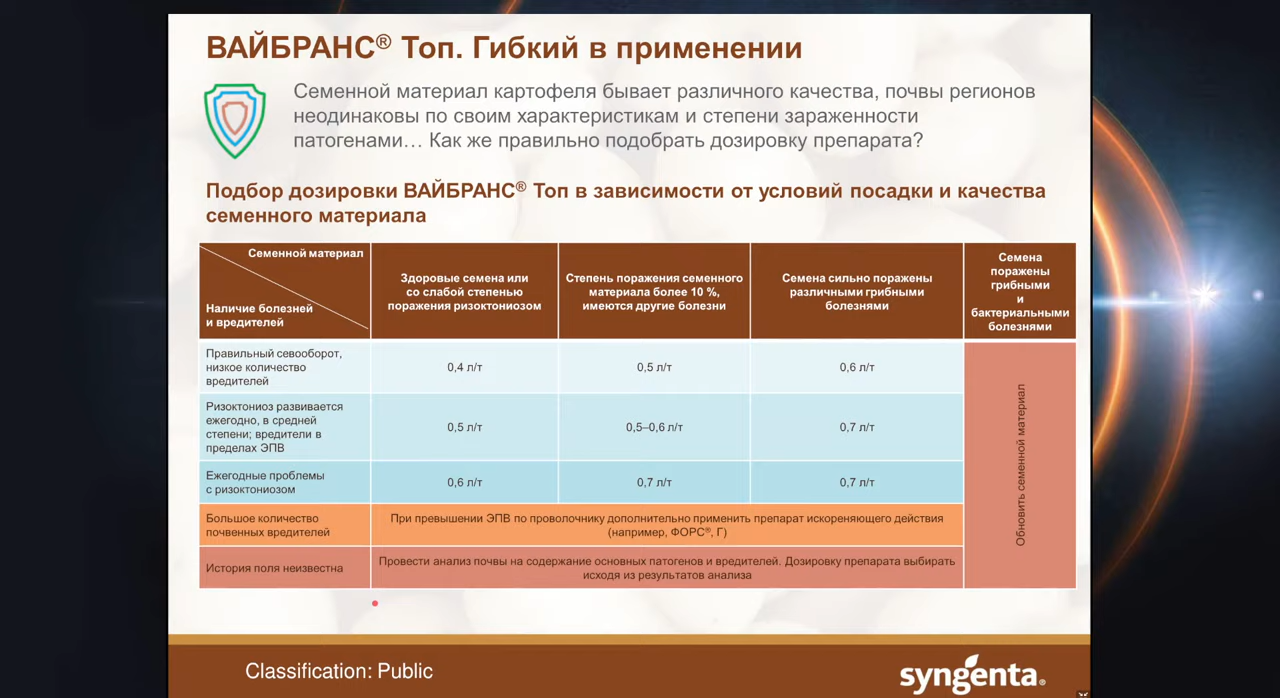 ВАЙБРАНС® Топ. Гибкий в применении
Семенной материал картофеля бывает различного качества, почвы регионов
неодинаковы по своим характеристикам и степени зараженности
патогенами… Как же правильно подобрать дозировку препарата?
Подбор дозировки ВАЙБРАНС® Топ в зависимости от условий посадки и качества
семенного материала
Семенной материал
Наличие болезней
и вредителей
Здоровые семена или
со слабой степенью
поражения ризоктониозом
Степень поражения семенного
материала более 10 %,
имеются другие болезни
Семена сильно поражены
различными грибными
болезнями
Семена
поражены
грибными
и
бактериальными
болезнями
Правильный севооборот,
низкое количество
вредителей
0,4 л/т
0,5 л/т
0,6 л/т
Ризоктониоз развивается
ежегодно, в средней
степени; вредители в
пределах ЭПВ
0,5 л/т
0,5–0,6 л/т
0,7 л/т
Ежегодные проблемы
с ризоктониозом
0,6 л/т
0,7 л/т
0,7 л/т
Большое количество
почвенных вредителей
При превышении ЭПВ по проволочнику дополнительно применить препарат искореняющего действия
(например, ФОРС®, Г)
История поля неизвестна
Провести анализ почвы на содержание основных патогенов и вредителей. Дозировку препарата выбирать
исходя из результатов анализа
Обновить семенной материал
Classification: Public
syngenta®